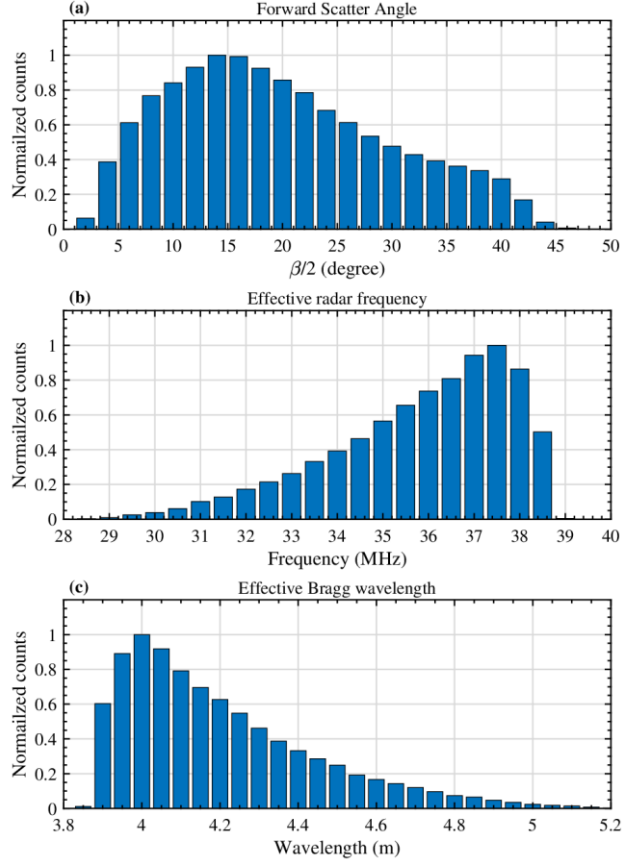 (a) Forward Scatter Angle
Normailzed counts
1
0.8
0.6
0.4
0.2
0
0 5 10 15 20 25 30 35 40 45 50
β/2 (degree)
(b) Effective radar frequency
Normailzed counts
1
0.8
0.6
0.4
0.2
0
28 29 30 31 32 33 34 35 36 37 38 39 40
Frequency (MHz)
(c) Effective Bragg wavelength
Normailzed counts
1
0.8
0.6
0.4
0.2
0
3.8 4 4.2 4.4 4.6 4.8 5 5.2
Wavelength (m)